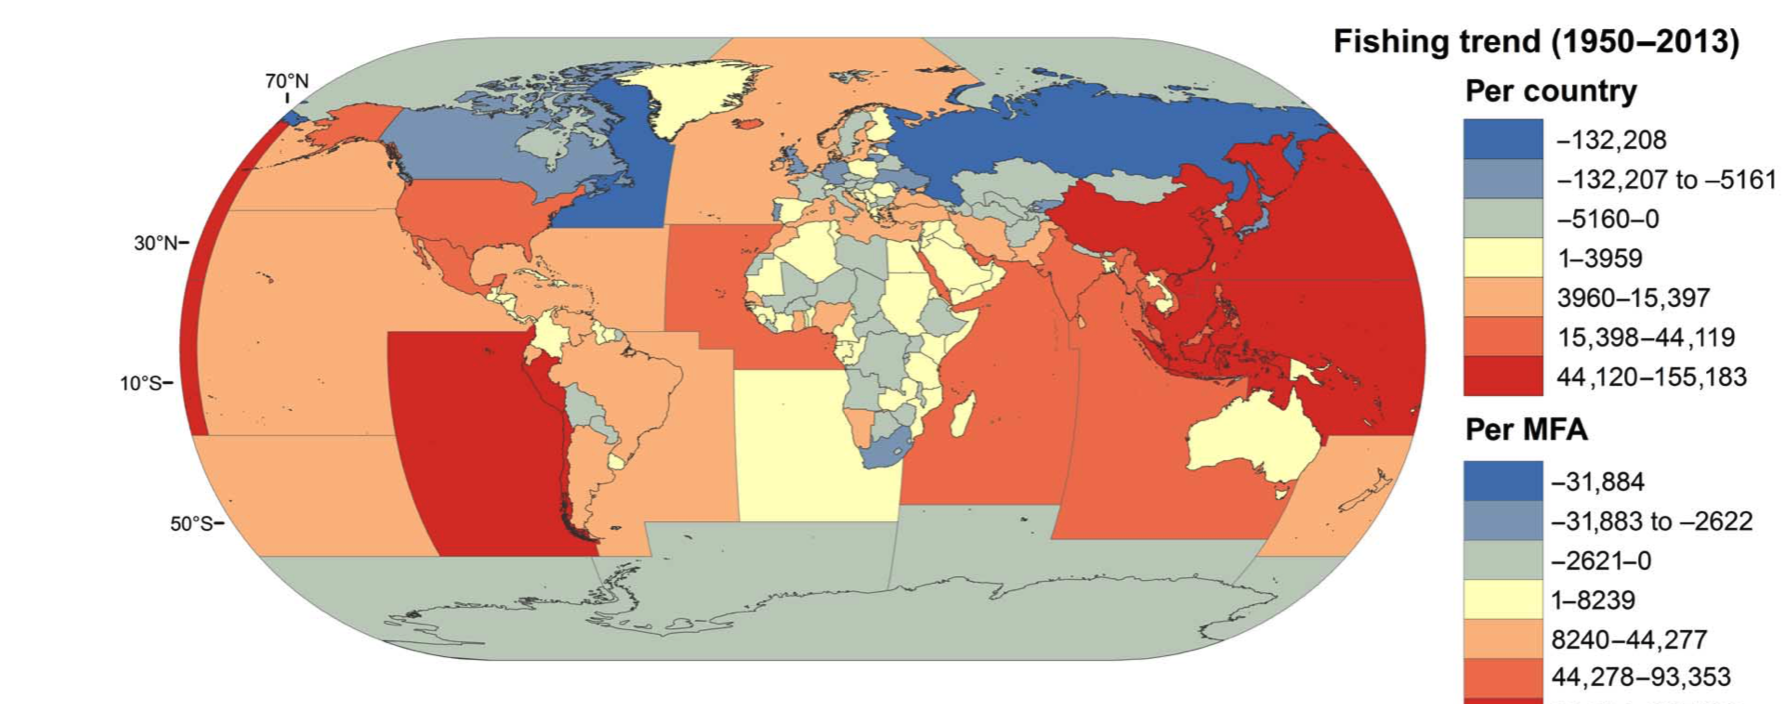 Fishing trend (1950–2013)
Per country
–132,208
–132,207 to –5161
–5160–0
1–3959
3960–15,397
15,398–44,119
44,120–155,183
Per MFA
–31,884
–31,883 to –2622
–2621–0
1–8239
8240–44,277
44,278–93,353
70°N
30°N
10°S
50°S